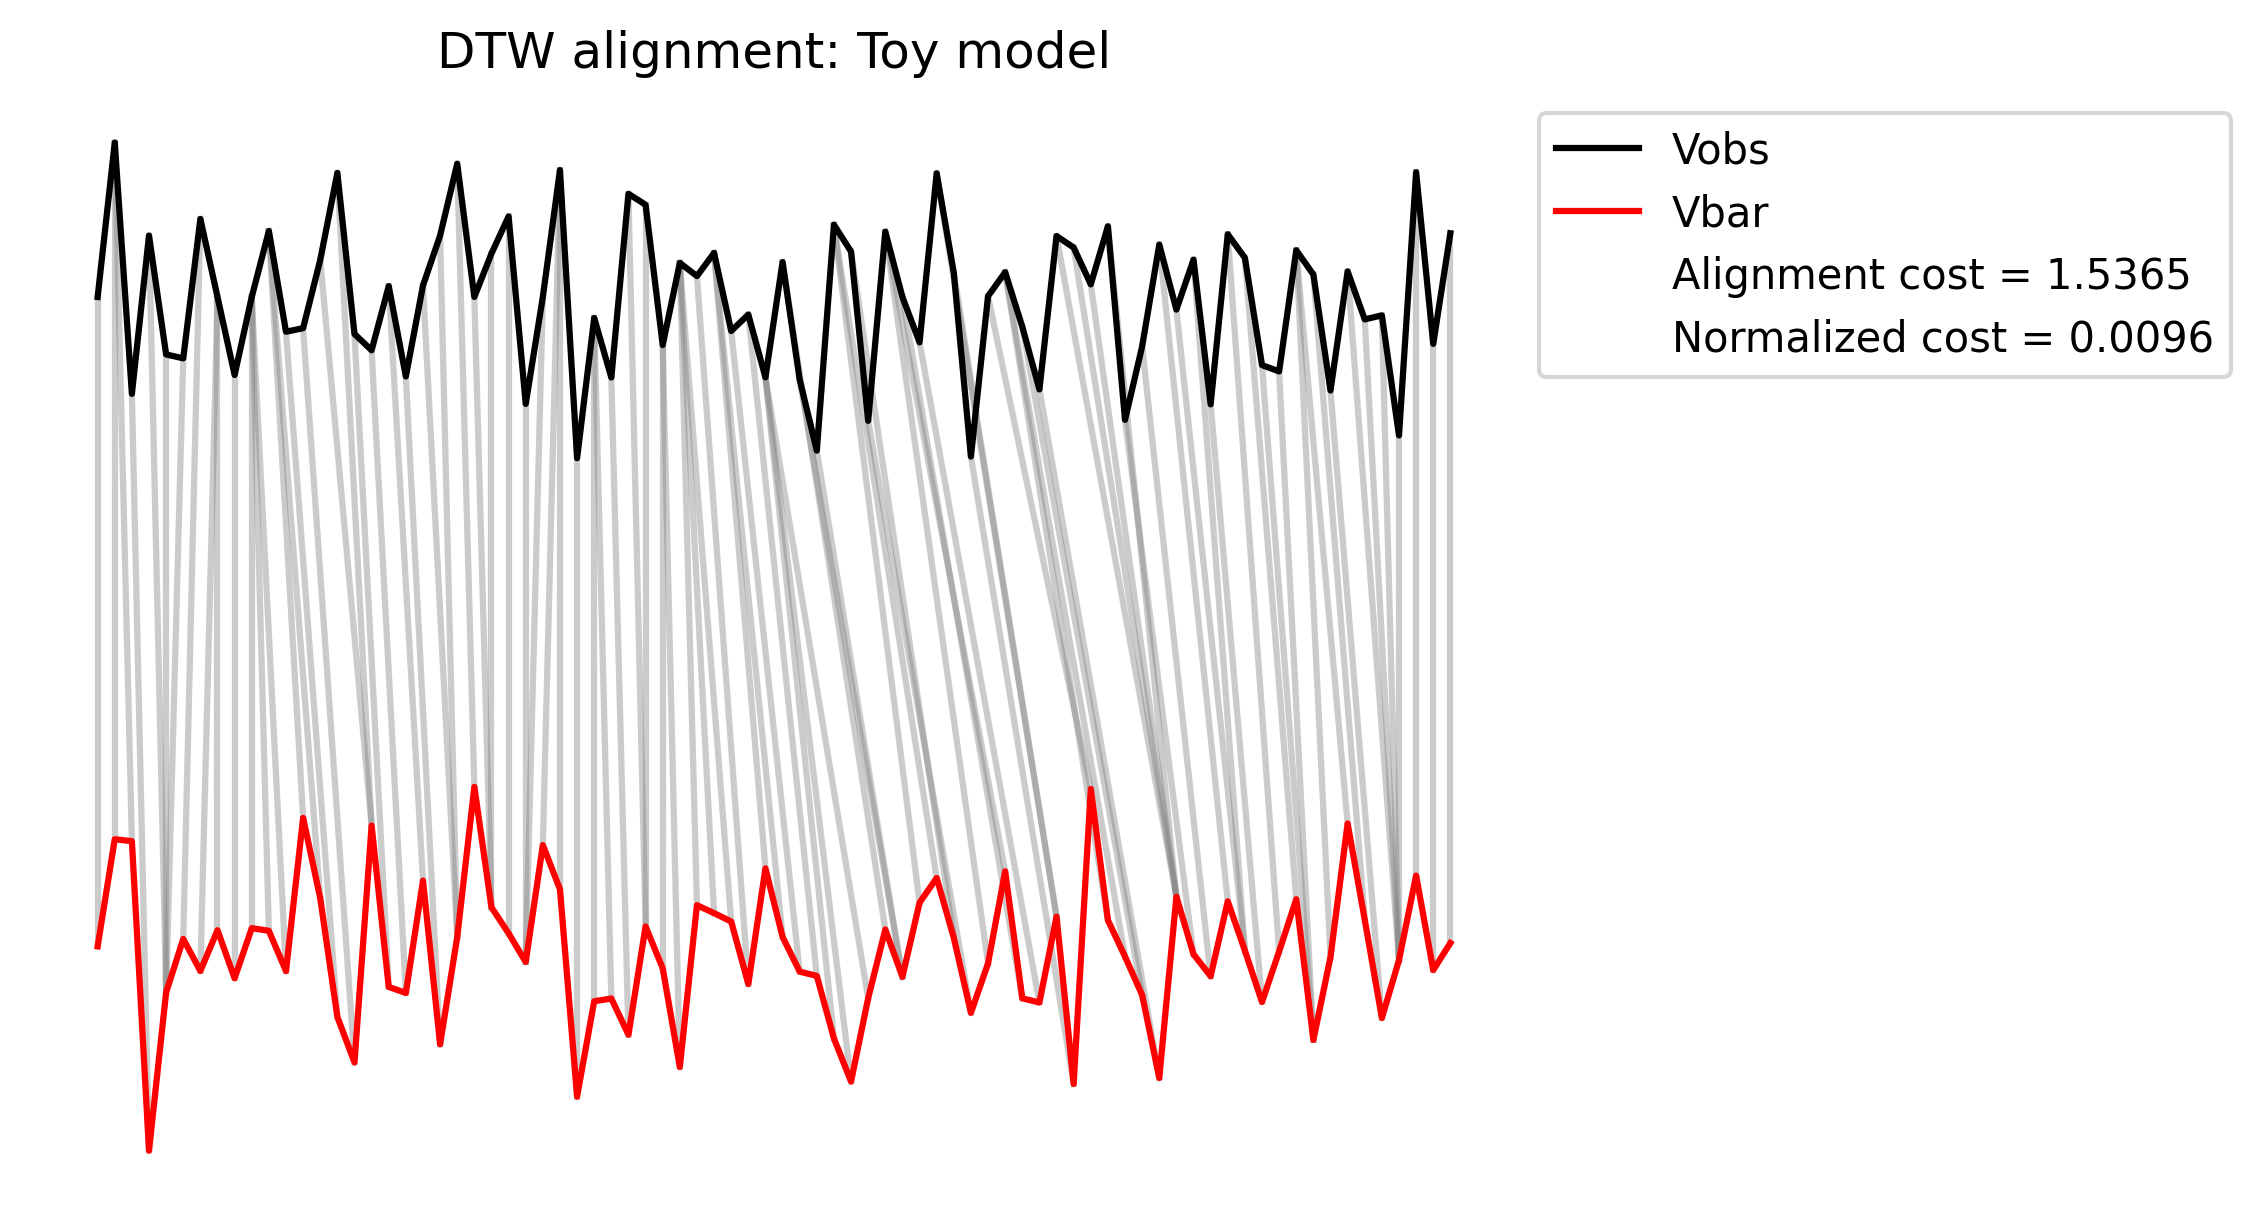 DTW alignment: Toy model
Vobs
Vbar
Alignment cost = 1.5365
Normalized cost = 0.0096